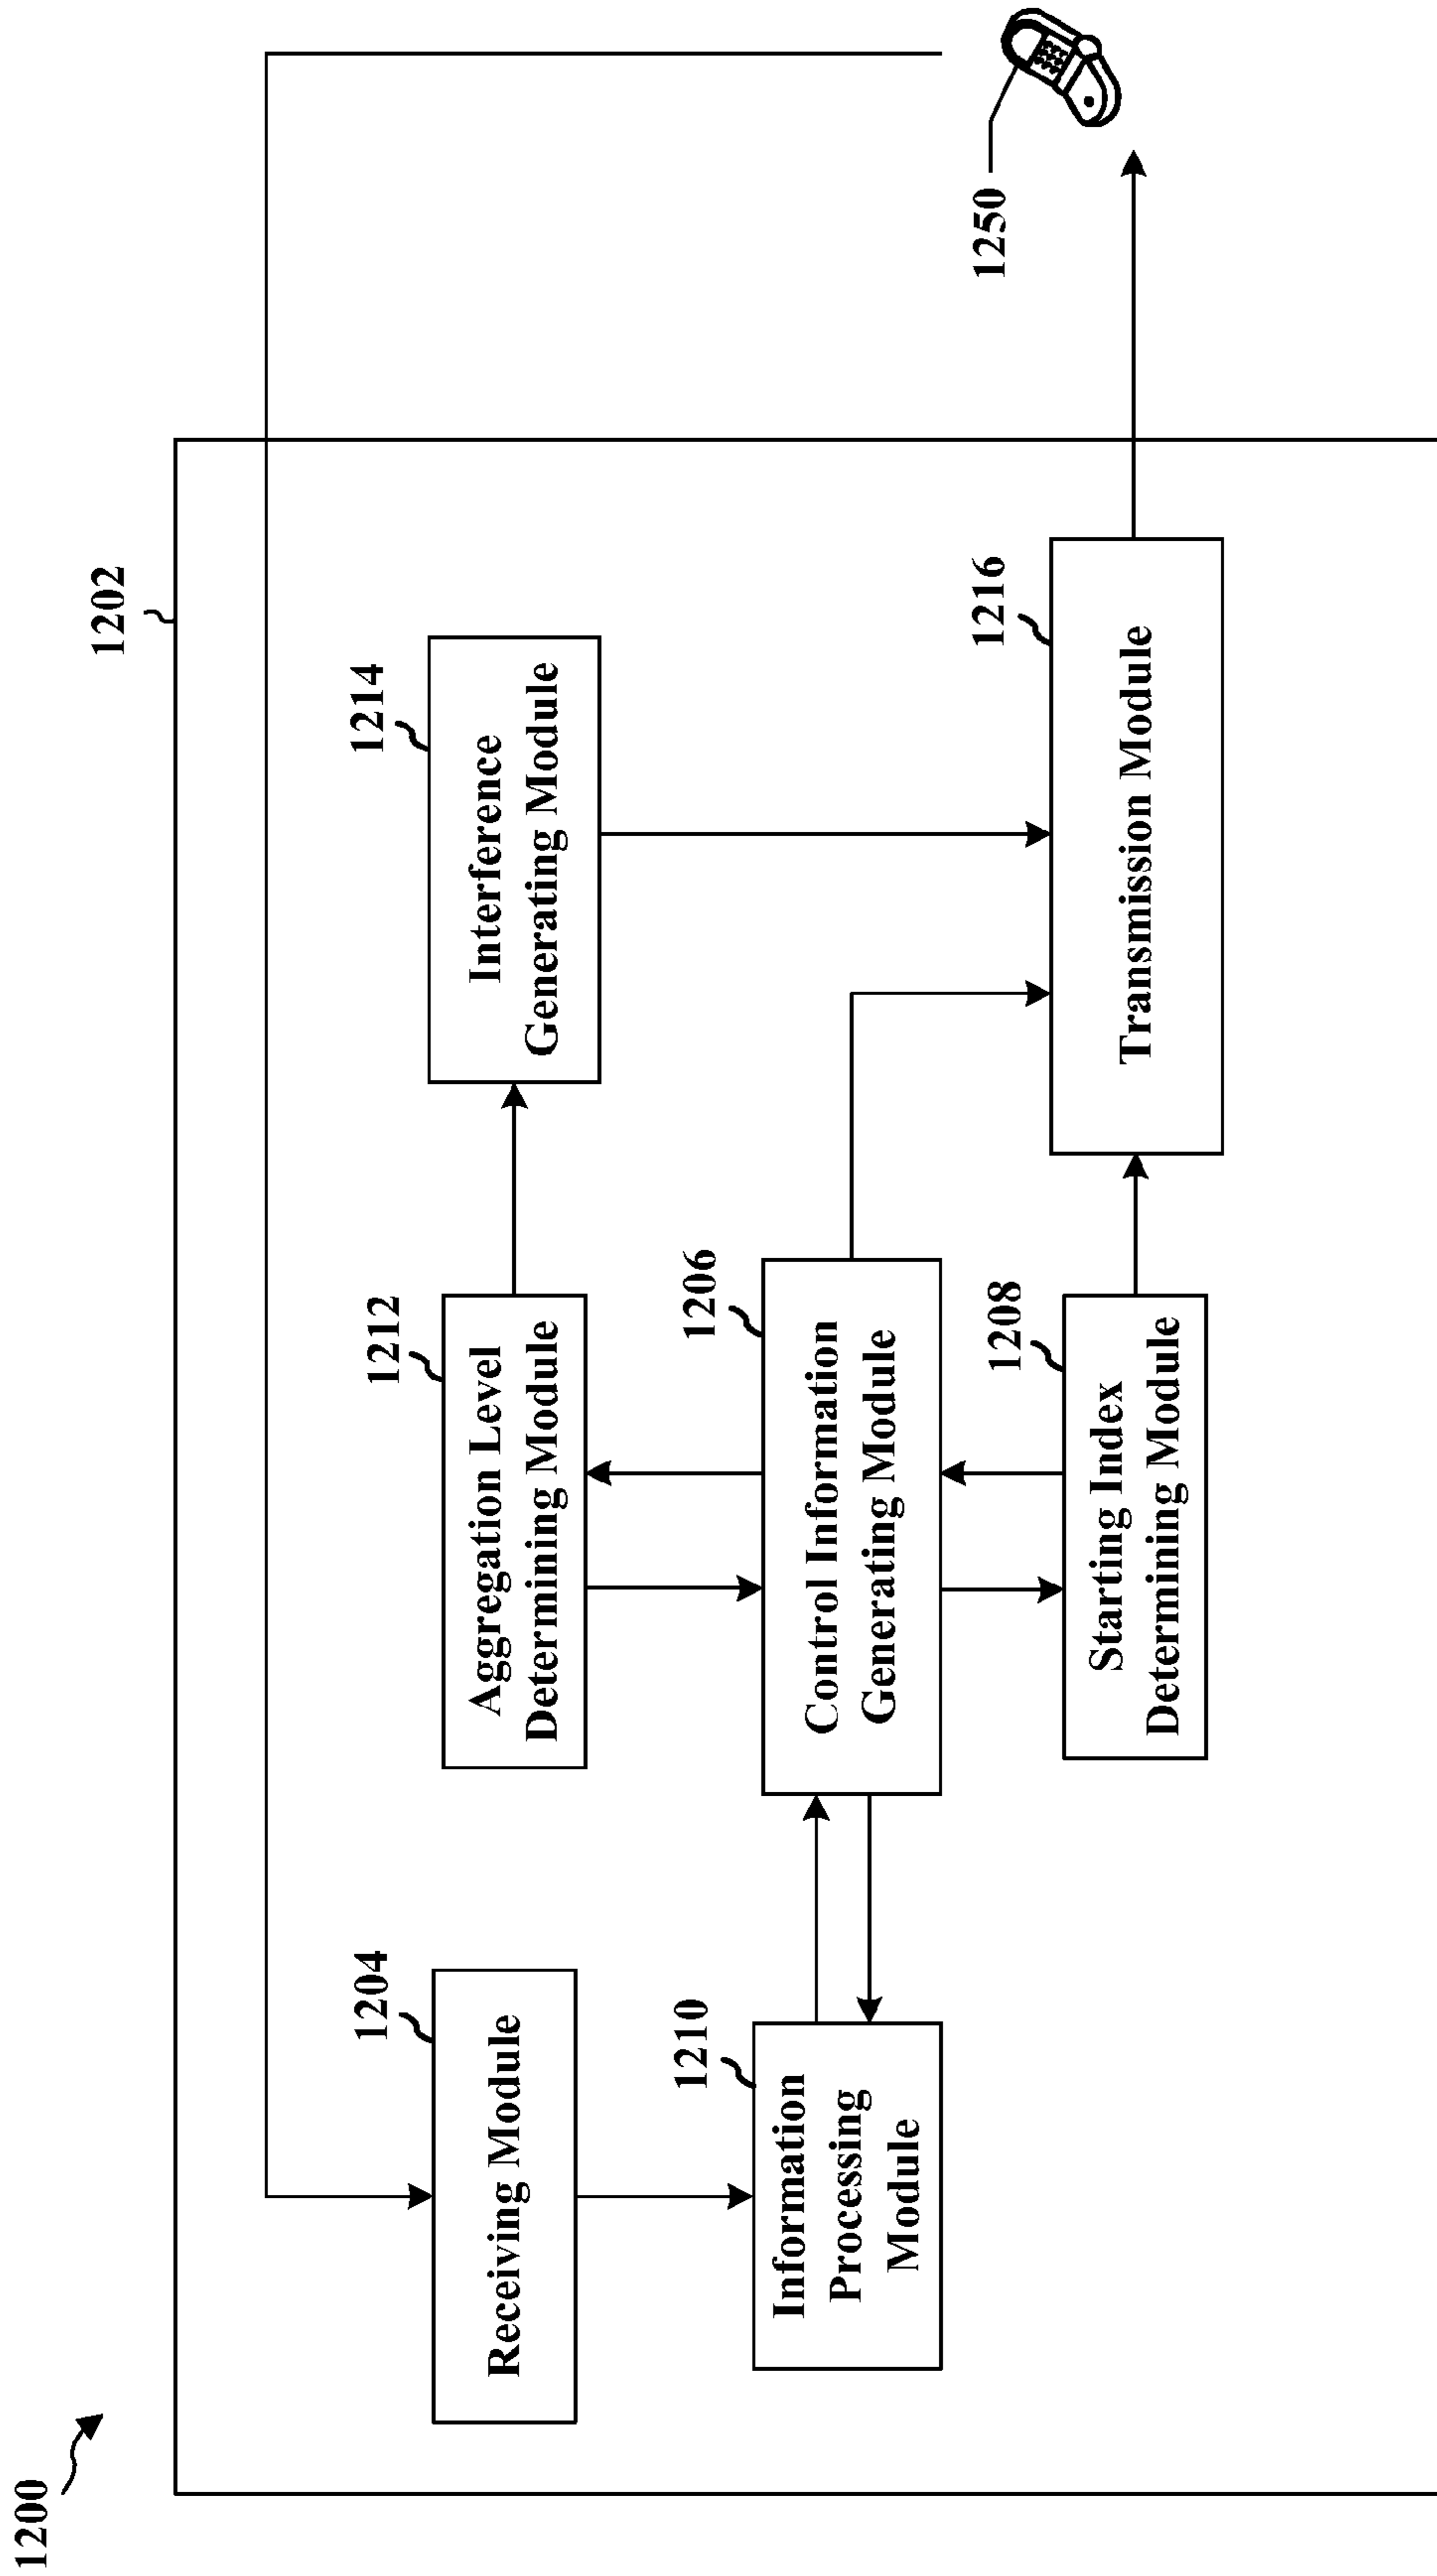 1200
1202
1204
Receiving Module
1212
Aggregation Level
Determining Module
1214
Interference
Generating Module
1210
Information
Processing
Module
1206
Control Information
Generating Module
1208
Starting Index
Determining Module
1216
Transmission Module
1250